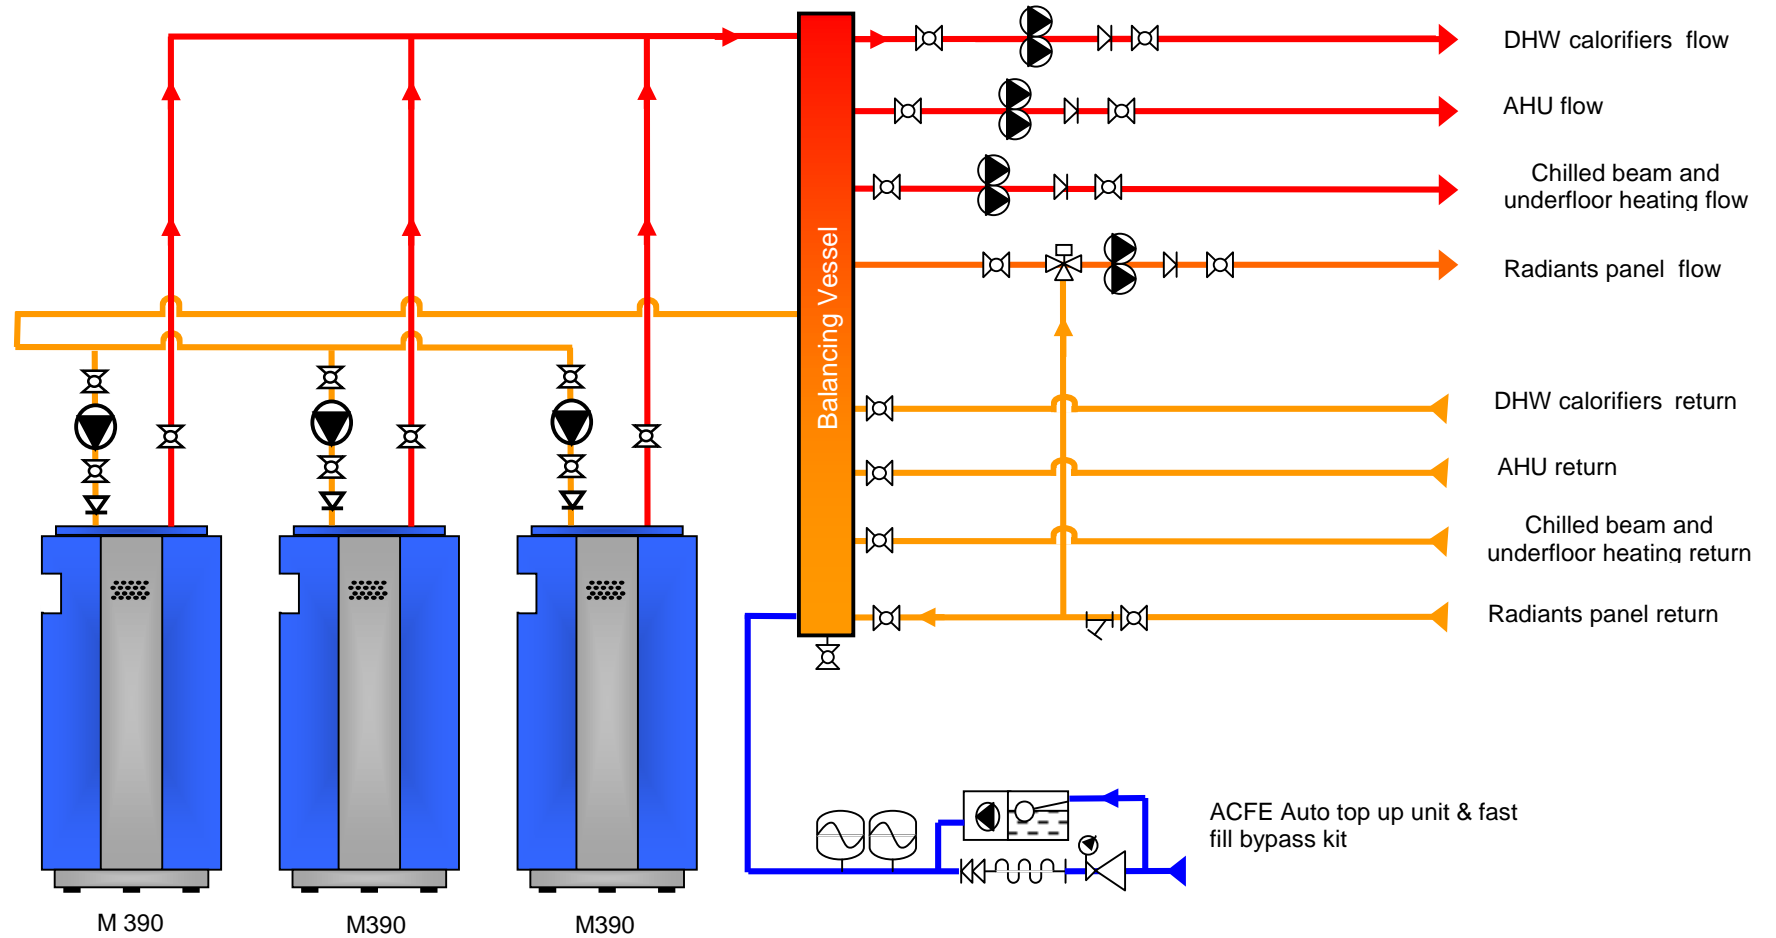 DHW calorifiers flow
AHU flow
Chilled beam and
underfloor heating flow
Radiants panel flow
Balancing Vessel
DHW calorifiers return
AHU return
Chilled beam and
underfloor heating return
Radiants panel return
ACFE Auto top up unit & fast
fill bypass kit
M 390
M390
M390